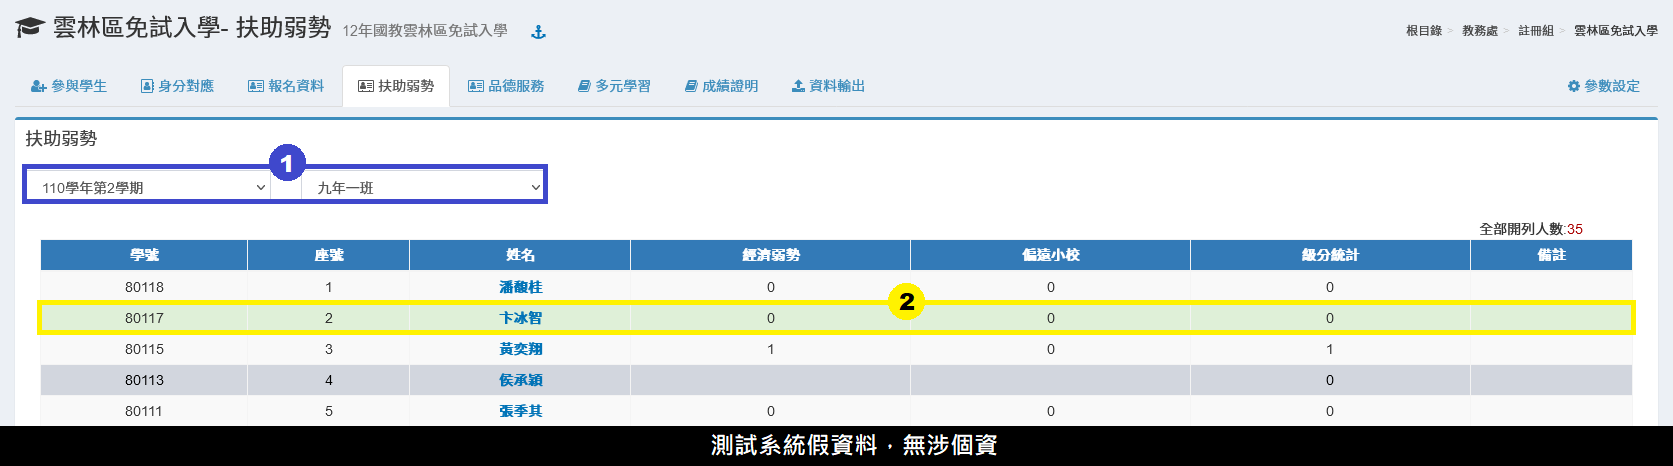 雲林區免試入學- 扶助弱勢 12年國教雲林區免試入學
根目錄 > 教務處 > 註冊組 > 雲林區免試入學
參與學生 身分對應 報名資料 扶助弱勢 品德服務 多元學習 成績證明 資料輸出 參數設定
扶助弱勢
1
110學年第2學期 九年一班
全部開列人數:35
學號 座號 姓名 經濟弱勢 偏遠小校 級分統計 備註
80118 1 潘馥桂 0 0 0
2
80117 2 卞冰智 0 0 0
80115 3 黃奕翔 1 0 1
80113 4 侯承穎 0
80111 5 張季其 0 0 0
測試系統假資料，無涉個資